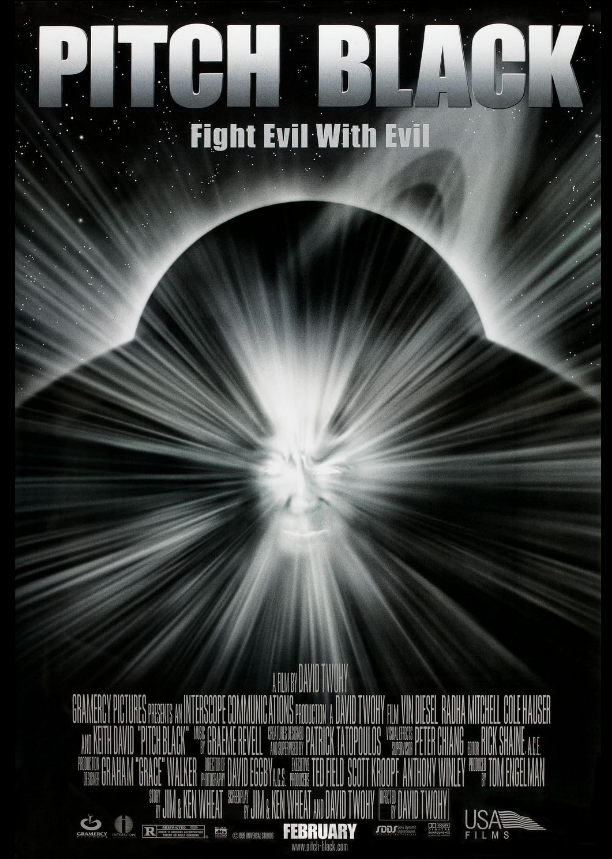 PITCH BLACK
Fight Evil With Evil
A FILM BY DAVID TWOHY
GRAMERCY PICTURES PRESENTS AN INTERSCOPE COMMUNICATIONS PRODUCTION A DAVID TWOHY FILM VIN DIESEL RADHA MITCHELL COLE HAUSER
AND KEITH DAVID "PITCH BLACK" MUSIC BY GRAEME REVELL CREATURES DESIGNED AND SUPERVISED BY PATRICK TATOPOULOS VISUAL EFFECTS SUPERVISOR PETER CHIANG EDITOR RICK SHAINE, A.C.E.
PRODUCTION DESIGNER GRAHAM "GRACE" WALKER DIRECTOR OF PHOTOGRAPHY DAVID EGGBY, A.C.S. EXECUTIVE PRODUCERS TED FIELD SCOTT KROOPF ANTHONY WINLEY PRODUCED BY TOM ENGELMAN
STORY BY JIM & KEN WHEAT SCREENPLAY BY JIM & KEN WHEAT AND DAVID TWOHY DIRECTED BY DAVID TWOHY
GRAMERCY R RESTRICTED FEBRUARY SDDS USA FILMS
www.pitch-black.com